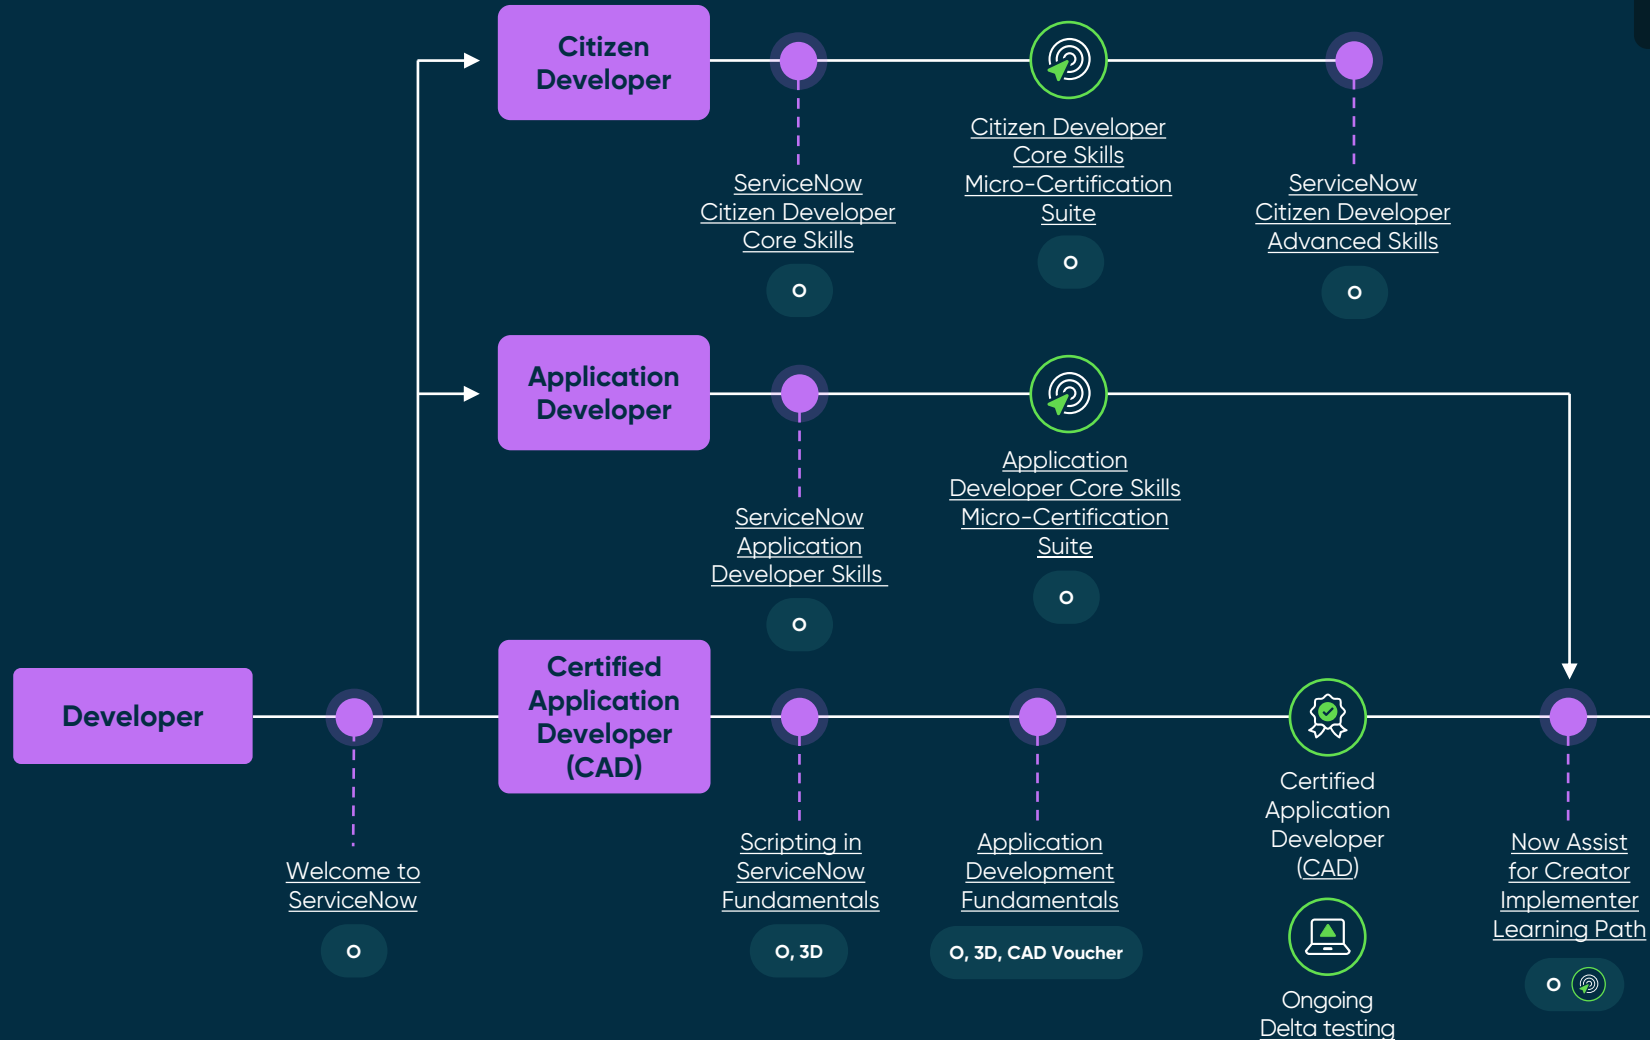 Citizen
Developer
Citizen Developer
Core Skills
Micro-Certification
Suite
O
ServiceNow
Citizen Developer
Core Skills
O
ServiceNow
Citizen Developer
Advanced Skills
O
Application
Developer
Application
Developer Core Skills
Micro-Certification
Suite
O
ServiceNow
Application
Developer Skills
O
Developer
Welcome to
ServiceNow
O
Certified
Application
Developer
(CAD)
Scripting in
ServiceNow
Fundamentals
O, 3D
Application
Development
Fundamentals
O, 3D, CAD Voucher
Certified
Application
Developer
(CAD)
Ongoing
Delta testing
Now Assist
for Creator
Implementer
Learning Path
O